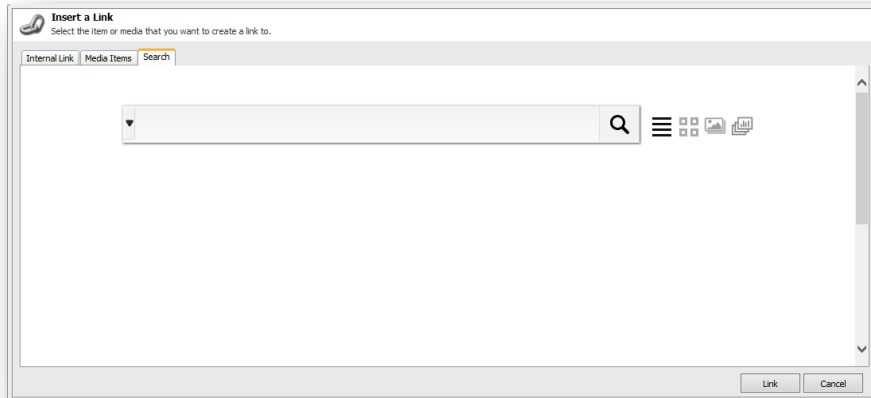 Insert a Link
Select the item or media that you want to create a link to.
Internal Link Media Items Search
Link Cancel